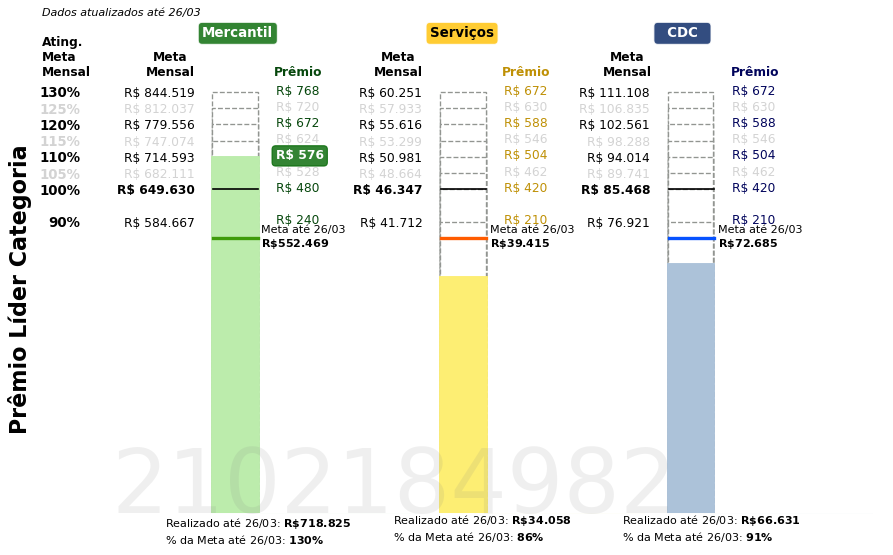 Dados atualizados até 26/03
Mercantil Serviços CDC
Ating.
Meta
Mensal
Meta
Mensal Prêmio Meta
Mensal Prêmio Meta
Mensal Prêmio
130% R$ 844.519 R$ 768 R$ 60.251 R$ 672 R$ 111.108 R$ 672
125% R$ 812.037 R$ 720 R$ 57.933 R$ 630 R$ 106.835 R$ 630
120% R$ 779.556 R$ 672 R$ 55.616 R$ 588 R$ 102.561 R$ 588
115% R$ 747.074 R$ 624 R$ 53.299 R$ 546 R$ 98.288 R$ 546
110% R$ 714.593 R$ 576 R$ 50.981 R$ 504 R$ 94.014 R$ 504
105% R$ 682.111 R$ 528 R$ 48.664 R$ 462 R$ 89.741 R$ 462
100% R$ 649.630 R$ 480 R$ 46.347 R$ 420 R$ 85.468 R$ 420
90% R$ 584.667 R$ 240 R$ 41.712 R$ 210 R$ 76.921 R$ 210
Meta até 26/03 Meta até 26/03 Meta até 26/03
R$552.469 R$39.415 R$72.685
Prêmio Líder Categoria
2102184982
Realizado até 26/03: R$718.825 Realizado até 26/03: R$34.058 Realizado até 26/03: R$66.631
% da Meta até 26/03: 130% % da Meta até 26/03: 86% % da Meta até 26/03: 91%